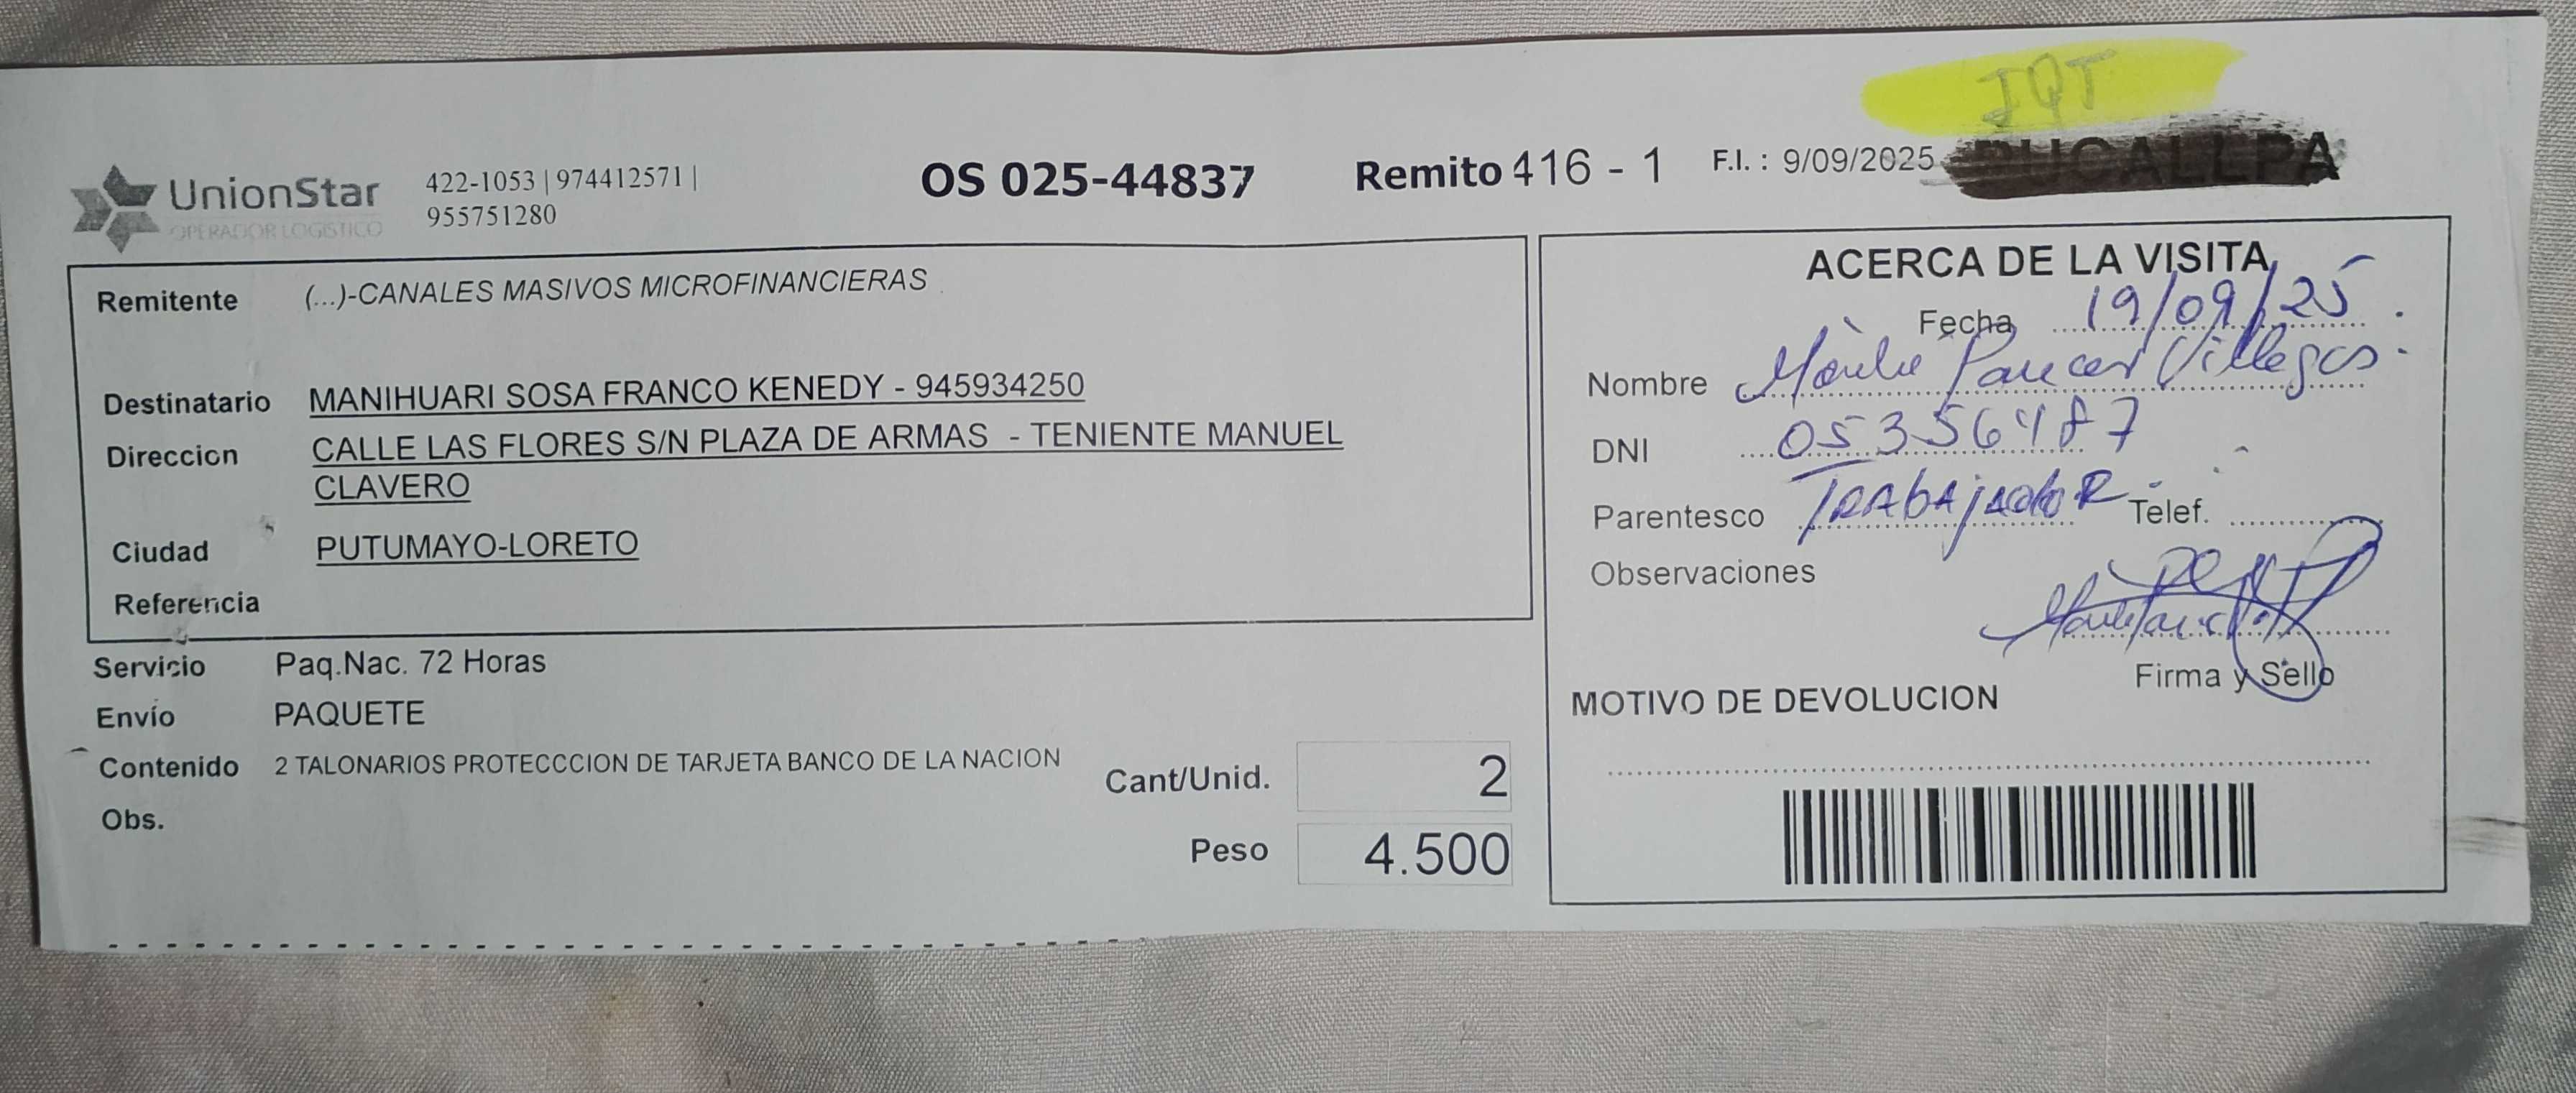 IQT
UnionStar
OPERADOR LOGISTICO
422-1053 | 974412571 |
955751280
OS 025-44837
Remito 416 - 1
F.I. : 9/09/2025
PUCALLPA
Remitente (...)-CANALES MASIVOS MICROFINANCIERAS
Destinatario MANIHUARI SOSA FRANCO KENEDY - 945934250
Direccion CALLE LAS FLORES S/N PLAZA DE ARMAS - TENIENTE MANUEL
CLAVERO
Ciudad PUTUMAYO-LORETO
Referencia
Servicio Paq.Nac. 72 Horas
Envío PAQUETE
Contenido 2 TALONARIOS PROTECCCION DE TARJETA BANCO DE LA NACION
Obs.
Cant/Unid. 2
Peso 4.500
ACERCA DE LA VISITA
Fecha 19/09/25
Nombre Villegas
DNI 05356487
Parentesco TRAbAjAdoR Telef.
Observaciones
Firma y Sello
MOTIVO DE DEVOLUCION